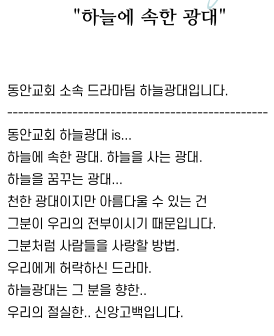 "하늘에 속한 광대"
동안교회 소속 드라마팀 하늘광대입니다.
--------------------------------------------------
동안교회 하늘광대 is...
하늘에 속한 광대. 하늘을 사는 광대.
하늘을 꿈꾸는 광대...
천한 광대이지만 아름다울 수 있는 건
그분이 우리의 전부이시기 때문입니다.
그분처럼 사람들을 사랑할 방법.
우리에게 허락하신 드라마.
하늘광대는 그 분을 향한..
우리의 절실한.. 신앙고백입니다.